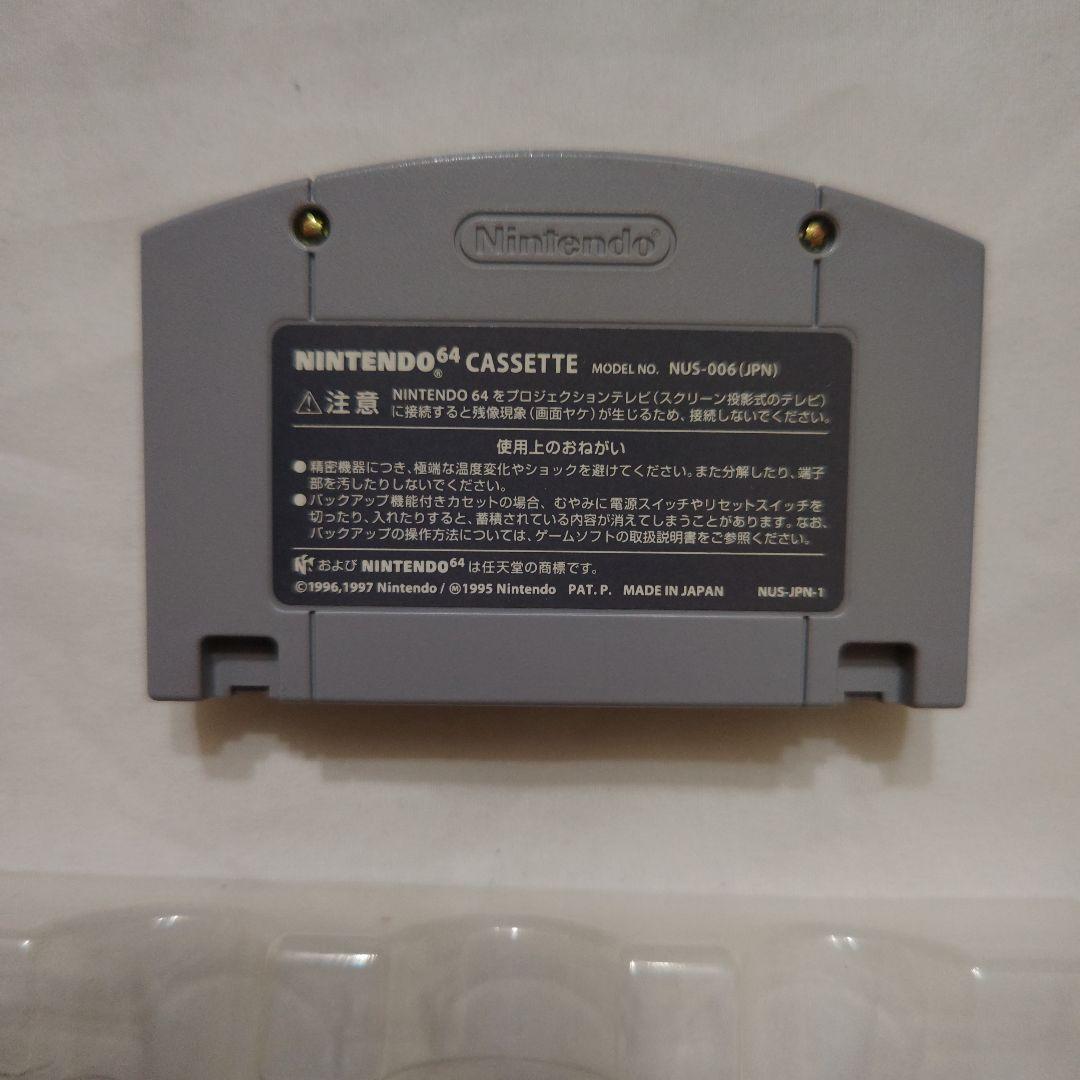 Nintendo®
NINTENDO64® CASSETTE MODEL NO. NUS-006(JPN)
⚠注意 NINTENDO 64 をプロジェクションテレビ(スクリーン投影式のテレビ)
に接続すると残像現象(画面ヤケ)が生じるため、接続しないでください。
使用上のおねがい
●精密機器につき、極端な温度変化やショックを避けてください。また分解したり、端子
部を汚したりしないでください。
●バックアップ機能付きカセットの場合、むやみに電源スイッチやリセットスイッチを
切ったり、入れたりすると、蓄積されている内容が消えてしまうことがあります。なお、
バックアップの操作方法については、ゲームソフトの取扱説明書をご参照ください。
および NINTENDO64 は任天堂の商標です。
©1996,1997 Nintendo / Ⓜ1995 Nintendo PAT. P. MADE IN JAPAN NUS-JPN-1